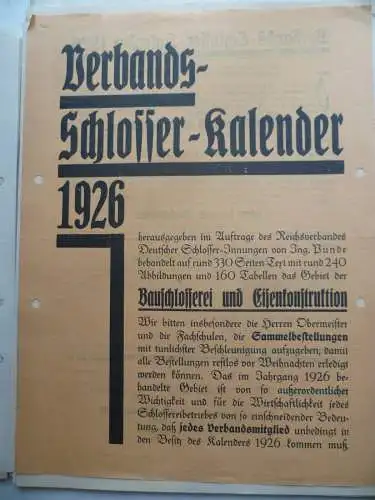 Verbands-
Schlosser-Kalender
1926
herausgegeben im Auftrage des Reichsverbandes
Deutscher Schlosser-Innungen von Ing. Bunde
behandelt auf rund 330 Seiten Text mit rund 240
Abbildungen und 160 Tabellen das Gebiet der
Bauschlosserei und Eisenkonstruktion
Wir bitten insbesondere die Herren Obermeister
und die Fachschulen, die Sammelbestellungen
mit tunlichster Beschleunigung aufzugeben, damit
alle Bestellungen restlos vor Weihnachten erledigt
werden können. Das im Jahrgang 1926 be-
handelte Gebiet ist von so außerordentlicher
Wichtigkeit und für die Wirtschaftlichkeit jedes
Schlossereibetriebes von so einschneidender Bedeu-
tung, daß jedes Verbandsmitglied unbedingt in
den Besitz des Kalenders 1926 kommen muß